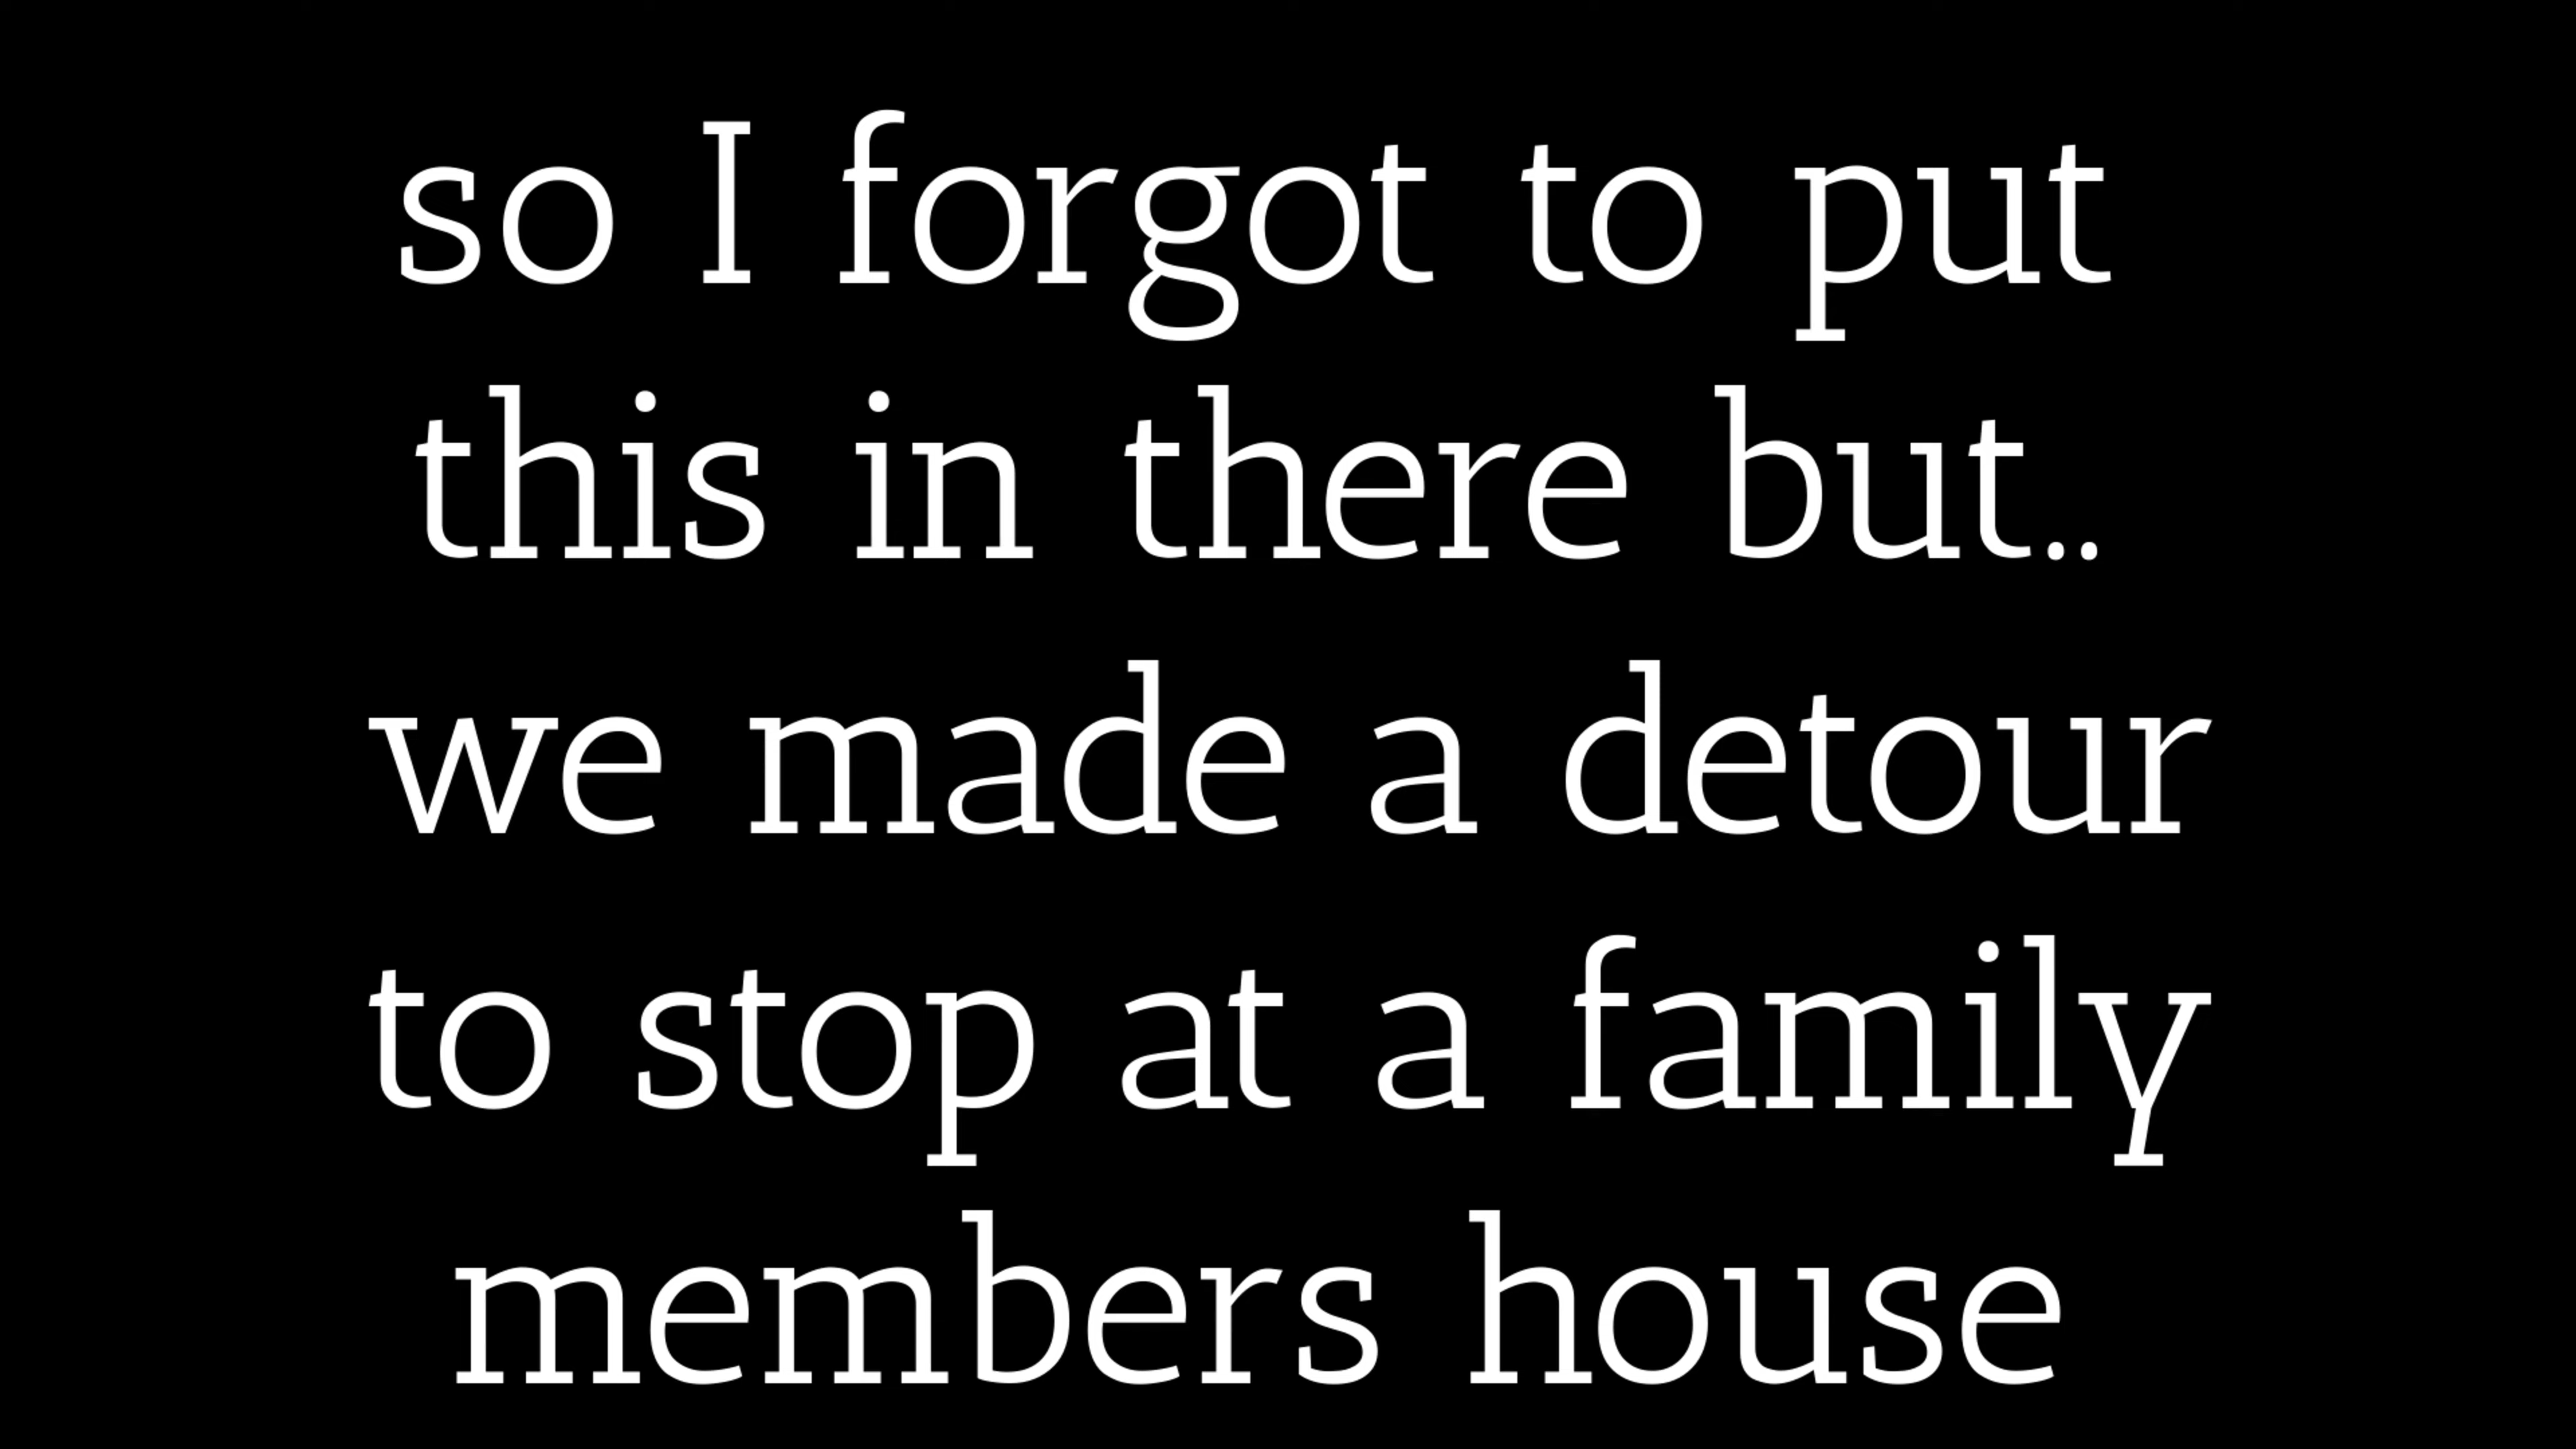 so I forgot to put
this in there but..
we made a detour
to stop at a family
members house